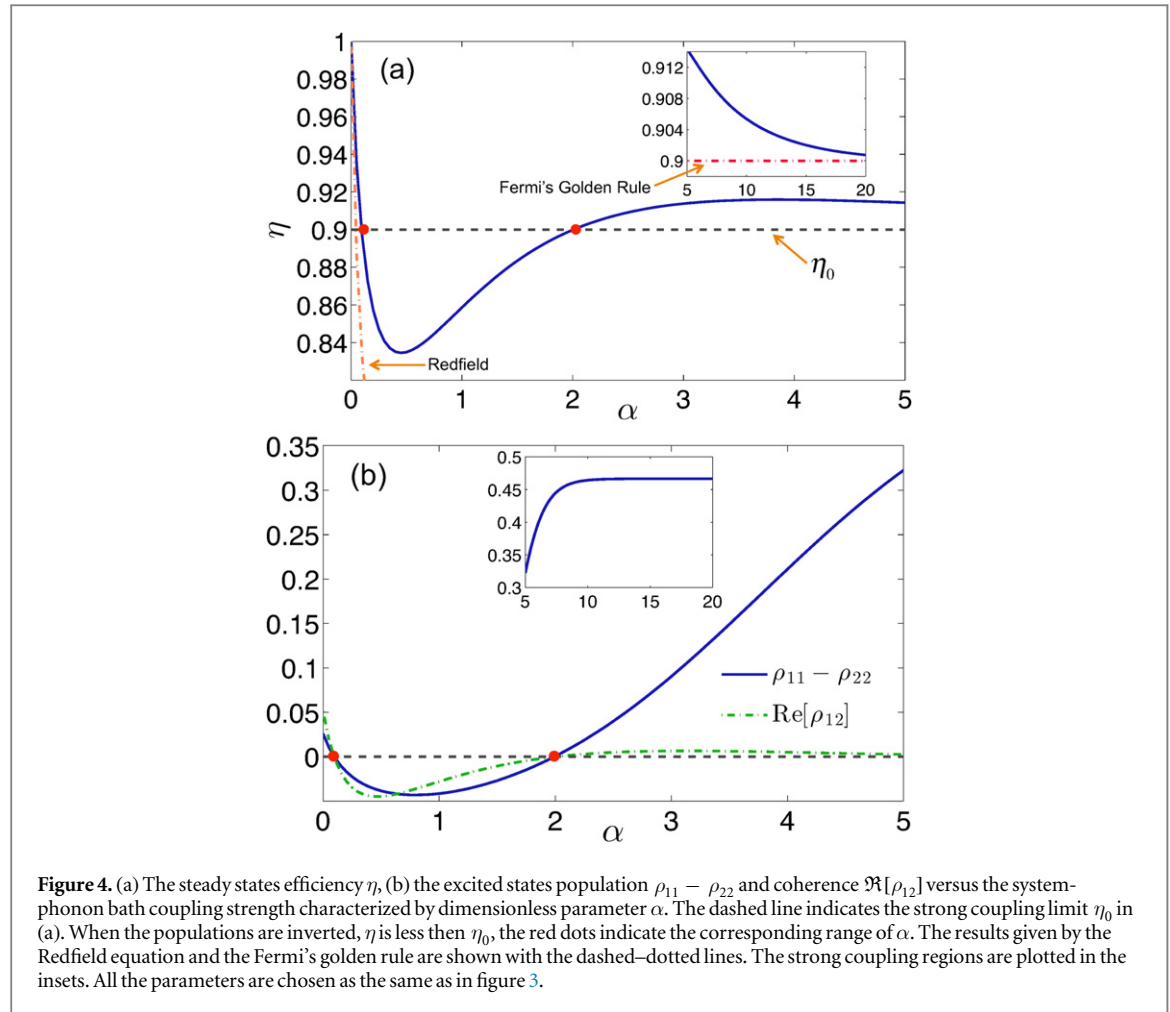 (a)
1
0.98
0.96
0.94
0.92
0.9
0.88
0.86
0.84
η
0.912
0.908
0.904
0.9
5 10 15 20
Fermi's Golden Rule
η₀
Redfield
0 1 2 3 4 5
α
(b)
0.35
0.3
0.25
0.2
0.15
0.1
0.05
0
0.5
0.45
0.4
0.35
0.3
5 10 15 20
ρ₁₁ − ρ₂₂
Re[ρ₁₂]
0 1 2 3 4 5
α
Figure 4. (a) The steady states efficiency η, (b) the excited states population ρ₁₁ − ρ₂₂ and coherence ℜ[ρ₁₂] versus the system-
phonon bath coupling strength characterized by dimensionless parameter α. The dashed line indicates the strong coupling limit η₀ in
(a). When the populations are inverted, η is less then η₀, the red dots indicate the corresponding range of α. The results given by the
Redfield equation and the Fermi's golden rule are shown with the dashed–dotted lines. The strong coupling regions are plotted in the
insets. All the parameters are chosen as the same as in figure 3.